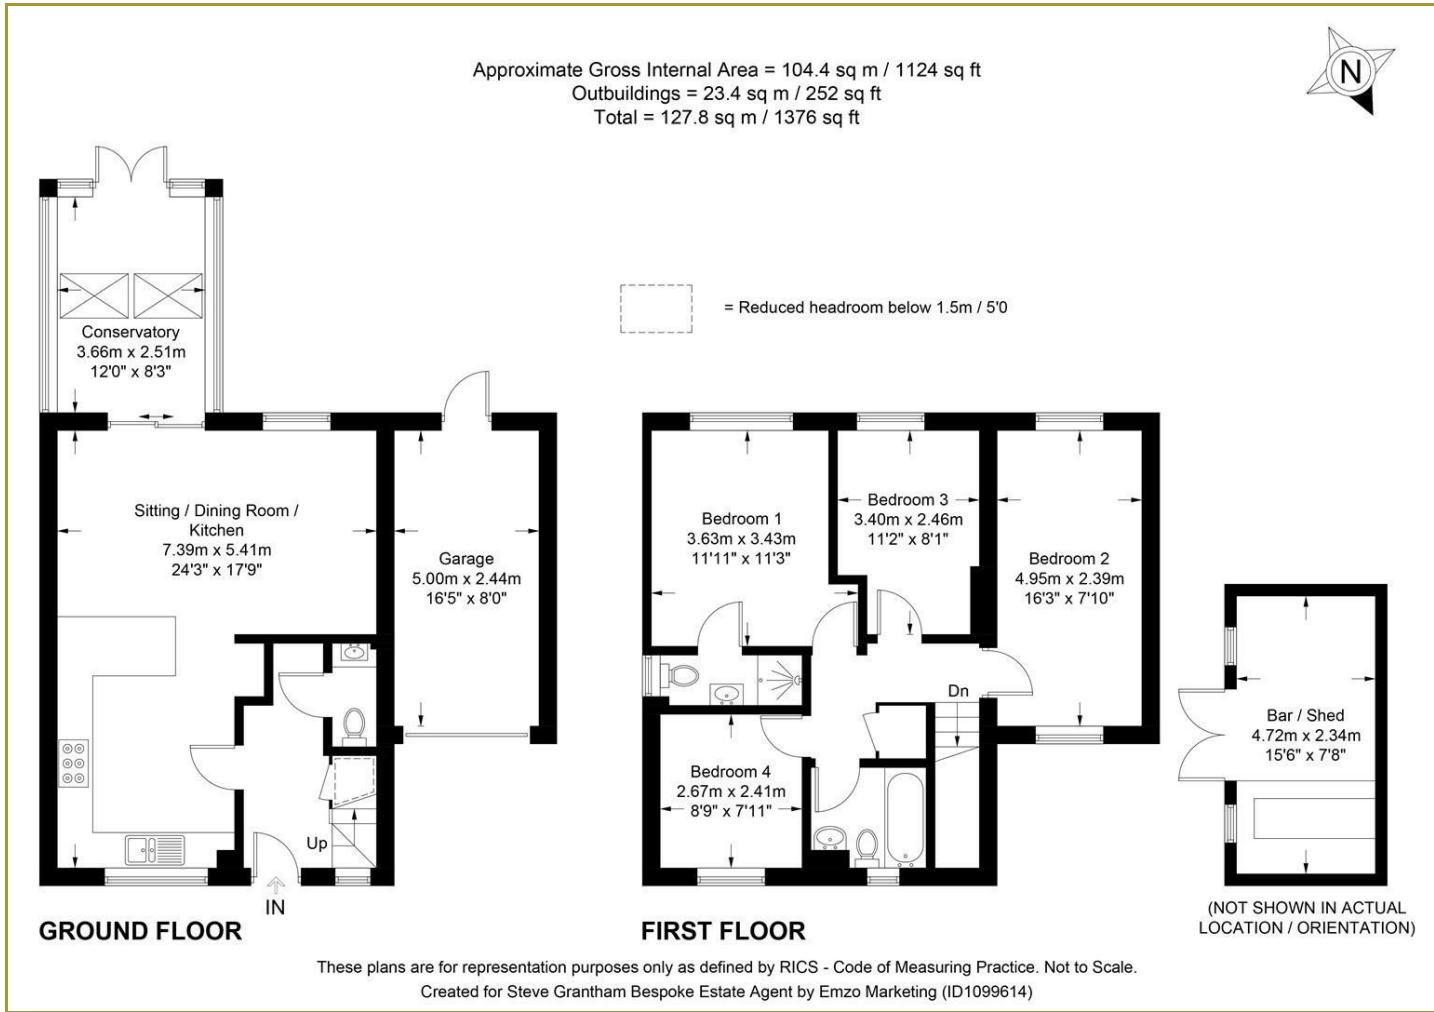 Approximate Gross Internal Area = 104.4 sq m / 1124 sq ft
Outbuildings = 23.4 sq m / 252 sq ft
Total = 127.8 sq m / 1376 sq ft
N
= Reduced headroom below 1.5m / 5'0
Conservatory
3.66m x 2.51m
12'0" x 8'3"
Sitting / Dining Room /
Kitchen
7.39m x 5.41m
24'3" x 17'9"
Garage
5.00m x 2.44m
16'5" x 8'0"
Up
IN
GROUND FLOOR
Bedroom 1
3.63m x 3.43m
11'11" x 11'3"
Bedroom 3
3.40m x 2.46m
11'2" x 8'1"
Bedroom 2
4.95m x 2.39m
16'3" x 7'10"
Dn
Bedroom 4
2.67m x 2.41m
8'9" x 7'11"
FIRST FLOOR
Bar / Shed
4.72m x 2.34m
15'6" x 7'8"
(NOT SHOWN IN ACTUAL
LOCATION / ORIENTATION)
These plans are for representation purposes only as defined by RICS - Code of Measuring Practice. Not to Scale.
Created for Steve Grantham Bespoke Estate Agent by Emzo Marketing (ID1099614)